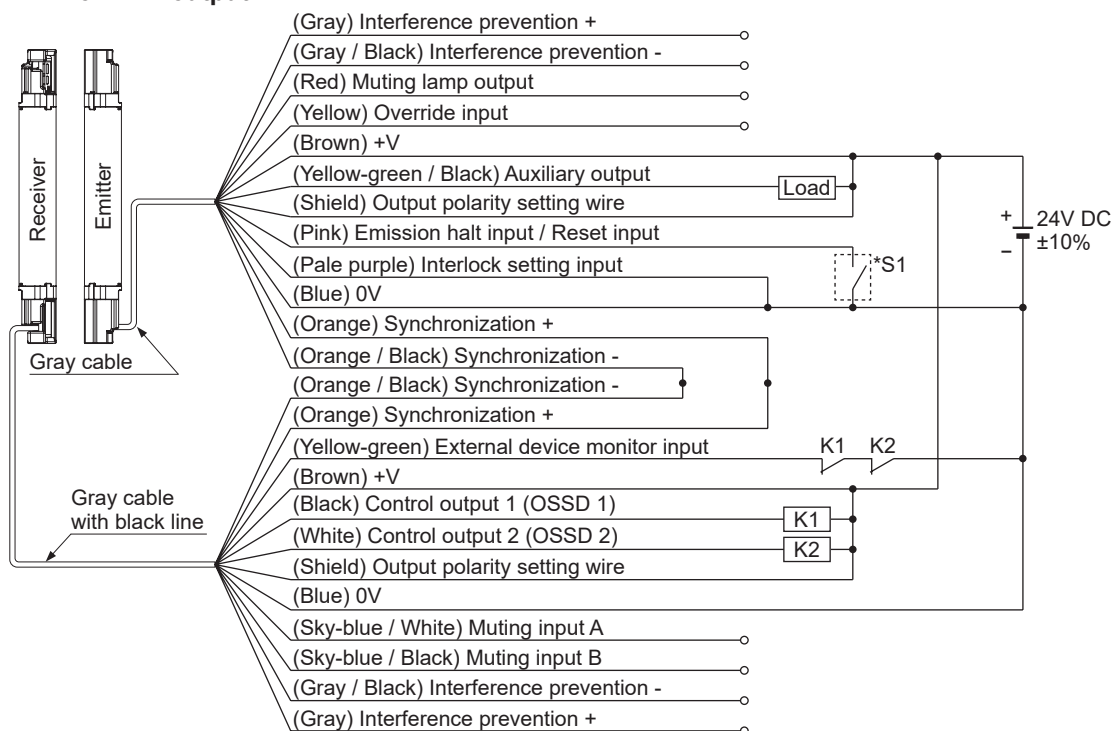 output
(Gray) Interference prevention +
(Gray / Black) Interference prevention -
(Red) Muting lamp output
(Yellow) Override input
(Brown) +V
(Yellow-green / Black) Auxiliary output
Load
(Shield) Output polarity setting wire
(Pink) Emission halt input / Reset input
(Pale purple) Interlock setting input
(Blue) 0V
(Orange) Synchronization +
(Orange / Black) Synchronization -
(Orange / Black) Synchronization -
(Orange) Synchronization +
(Yellow-green) External device monitor input
K1 K2
(Brown) +V
(Black) Control output 1 (OSSD 1)
K1
(White) Control output 2 (OSSD 2)
K2
(Shield) Output polarity setting wire
(Blue) 0V
(Sky-blue / White) Muting input A
(Sky-blue / Black) Muting input B
(Gray / Black) Interference prevention -
(Gray) Interference prevention +
Receiver
Emitter
Gray cable
Gray cable
with black line
*S1
+
−
24V DC
±10%